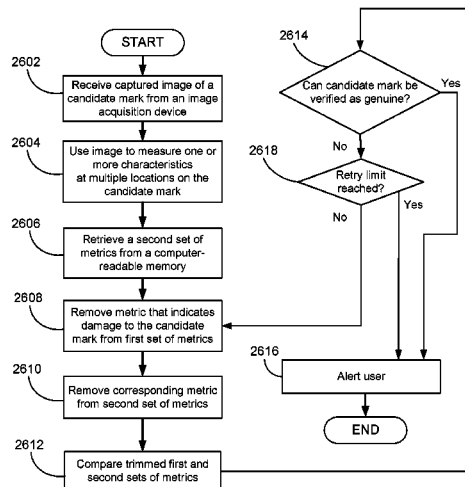 START
2602
Receive captured image of a
candidate mark from an image
acquisition device
2604
Use image to measure one or
more characteristics
at multiple locations on the
candidate mark
2606
Retrieve a second set of
metrics from a computer-
readable memory
2608
Remove metric that indicates
damage to the candidate
mark from first set of metrics
2610
Remove corresponding metric
from second set of metrics
2612
Compare trimmed first and
second sets of metrics
2614
Can candidate mark be
verified as genuine?
Yes
No
2618
Retry limit
reached?
No
Yes
2616
Alert user
END